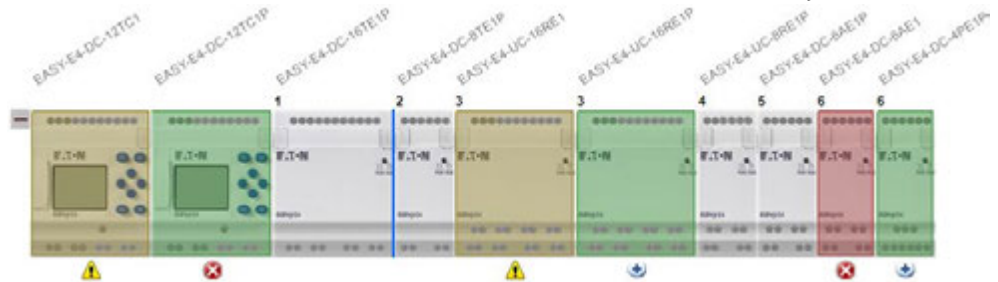 EASY-E4-DC-12TC1
EASY-E4-DC-12TC1P
EASY-E4-DC-16TE1P
EASY-E4-DC-8TE1P
EASY-E4-UC-16RE1
EASY-E4-UC-16RE1P
EASY-E4-UC-8RE1P
EASY-E4-DC-6AE1P
EASY-E4-DC-6AE1
EASY-E4-DC-4PE1P
1 2 3 3 4 5 6 6
E.T.N E.T.N E.T.N E.T.N E.T.N E.T.N E.T.N E.T.N E.T.N E.T.N